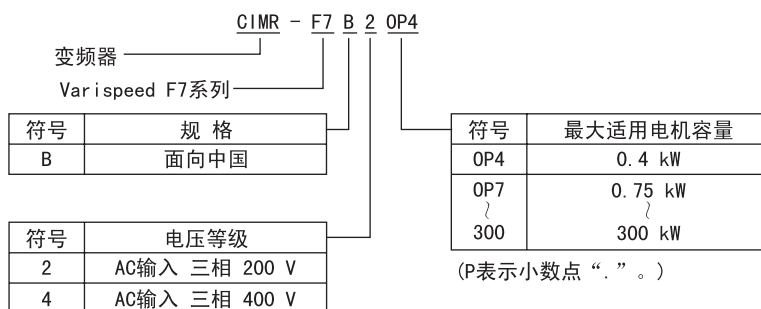 CIMR - F7 B 2 0P4
变频器
Varispeed F7系列
符号 规 格
B 面向中国
符号 电压等级
2 AC输入 三相 200 V
4 AC输入 三相 400 V
符号 最大适用电机容量
0P4 0.4 kW
0P7 0.75 kW
~ ~
300 300 kW
(P表示小数点“.”。)